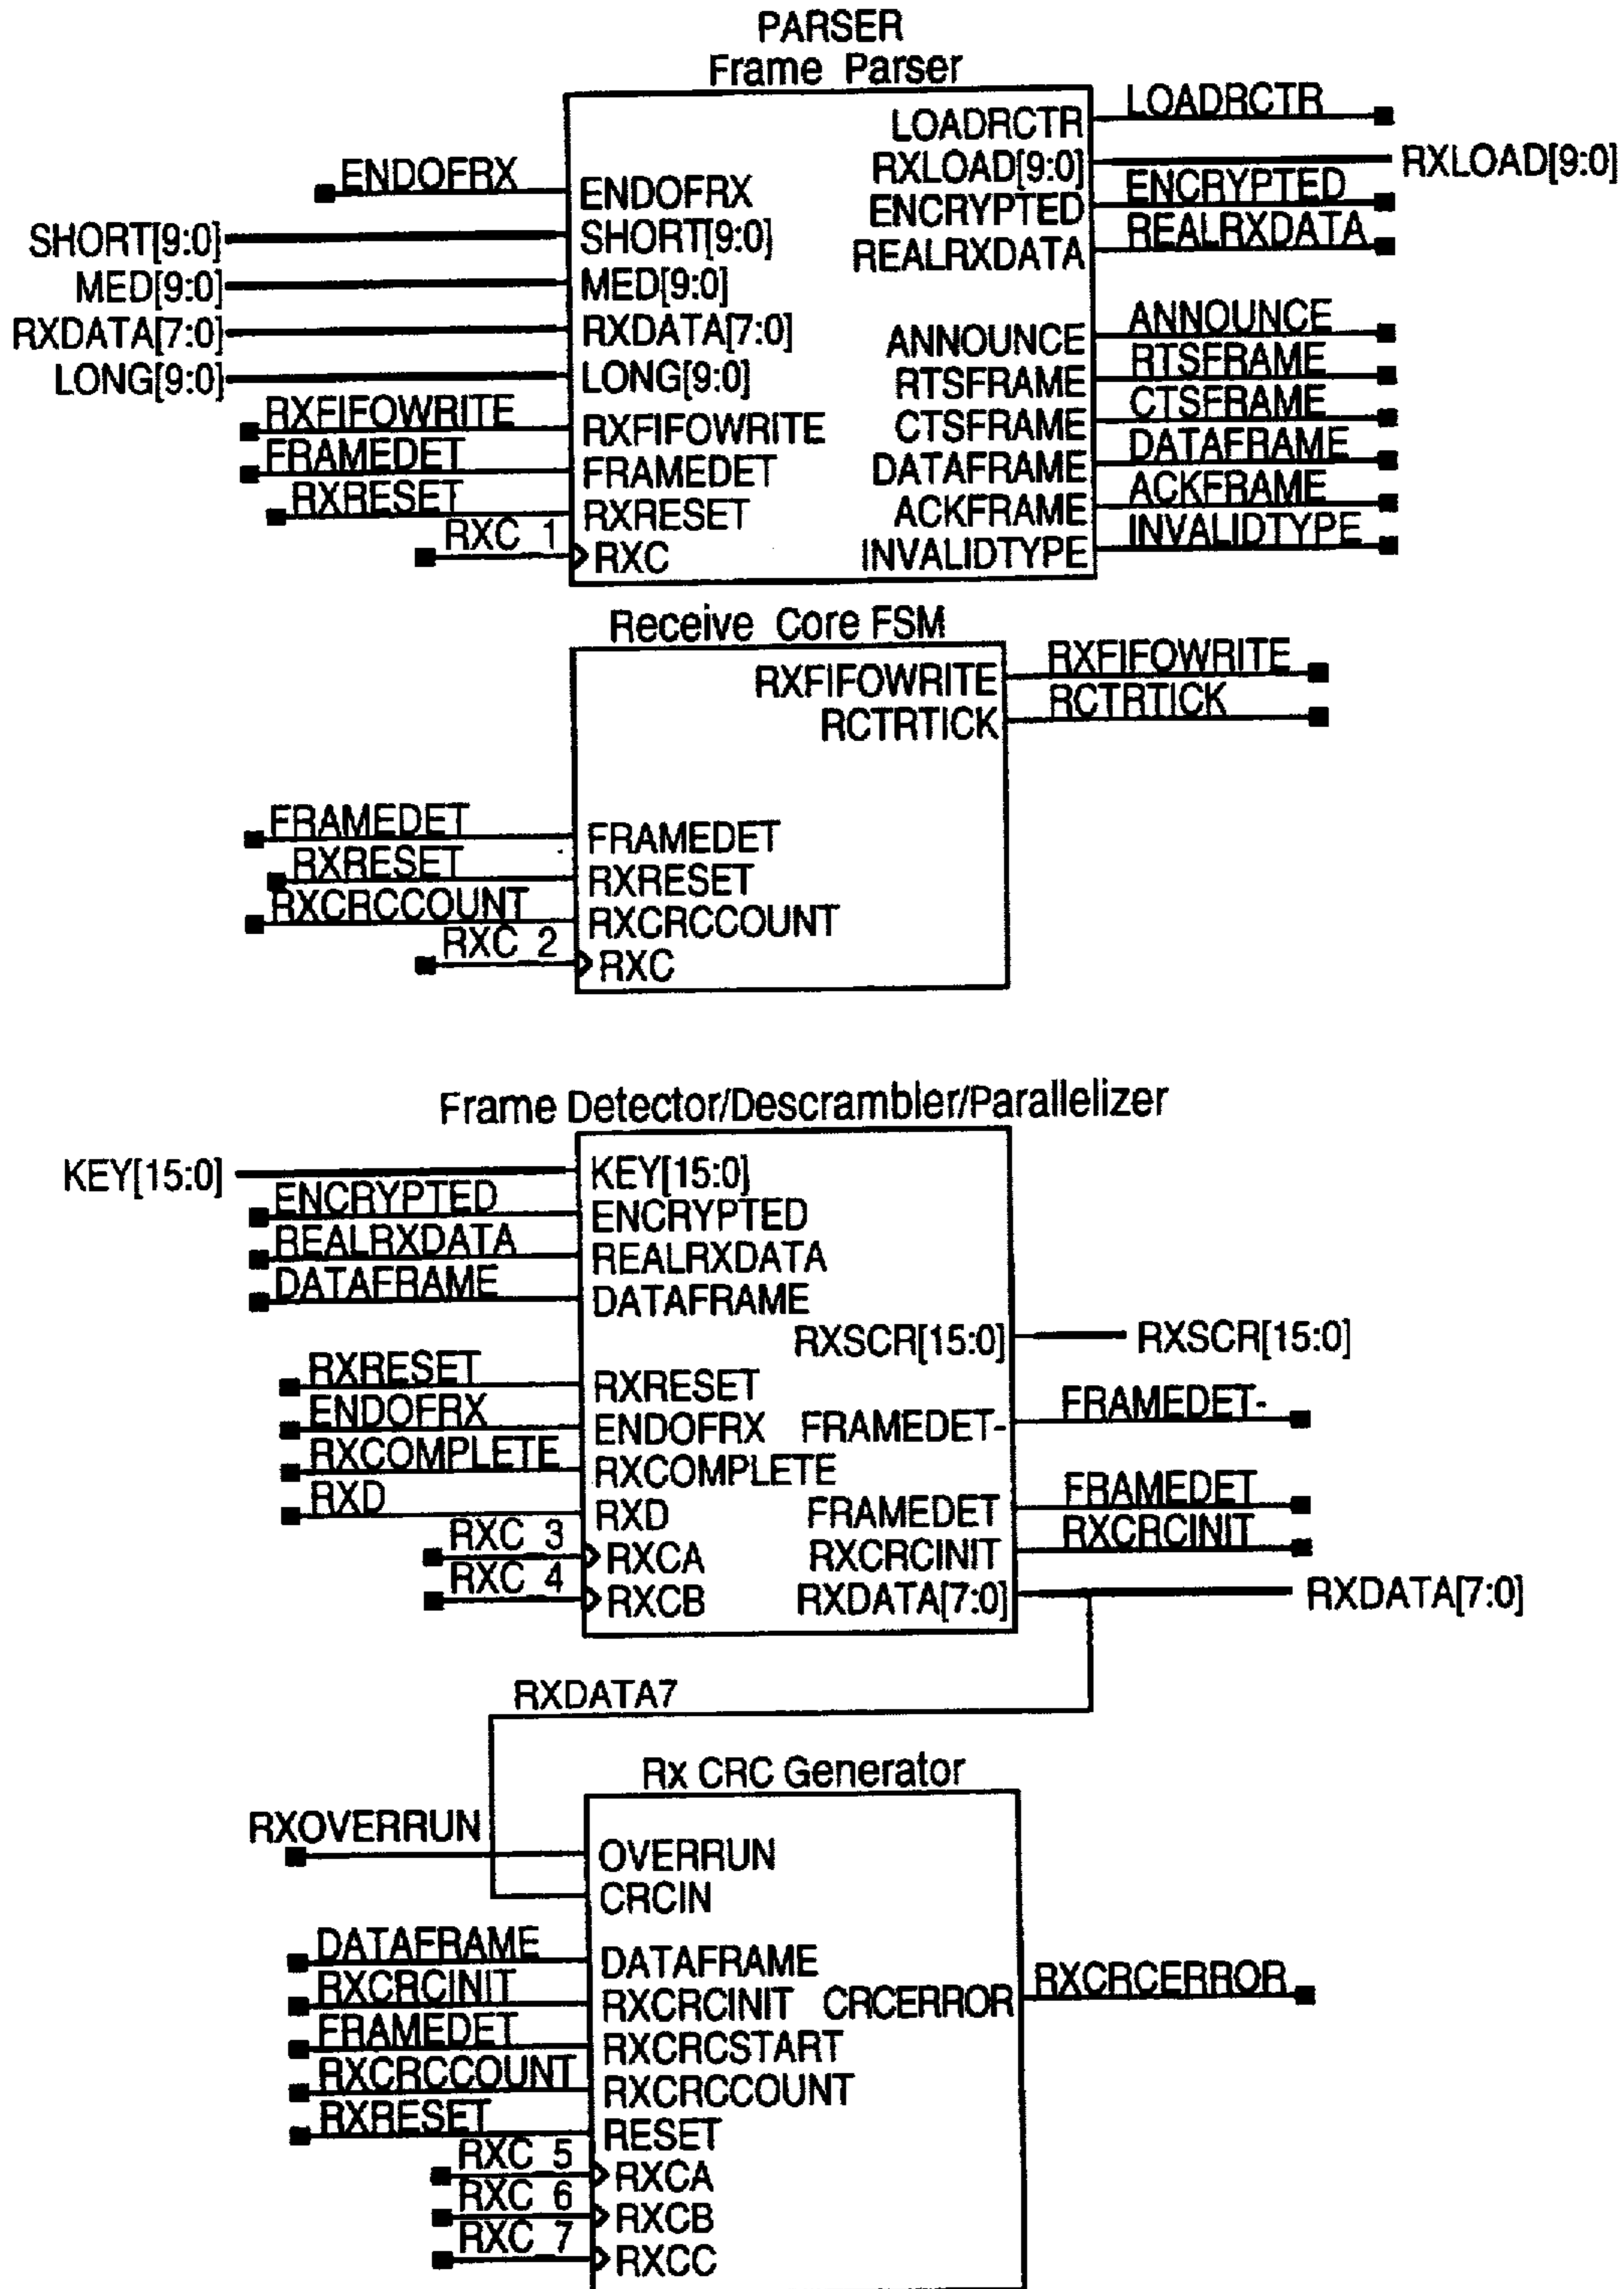 PARSER
Frame Parser
ENDOFRX
SHORT[9:0]
MED[9:0]
RXDATA[7:0]
LONG[9:0]
RXFIFOWRITE
FRAMEDET
RXRESET
RXC 1
ENDOFRX
SHORT[9:0]
MED[9:0]
RXDATA[7:0]
LONG[9:0]
RXFIFOWRITE
FRAMEDET
RXRESET
RXC
LOADRCTR
RXLOAD[9:0]
ENCRYPTED
REALRXDATA
ANNOUNCE
RTSFRAME
CTSFRAME
DATAFRAME
ACKFRAME
INVALIDTYPE
LOADRCTR
RXLOAD[9:0]
ENCRYPTED
REALRXDATA
ANNOUNCE
RTSFRAME
CTSFRAME
DATAFRAME
ACKFRAME
INVALIDTYPE
Receive Core FSM
FRAMEDET
RXRESET
RXCRCCOUNT
RXC 2
FRAMEDET
RXRESET
RXCRCCOUNT
RXC
RXFIFOWRITE
RCTRTICK
RXFIFOWRITE
RCTRTICK
Frame Detector/Descrambler/Parallelizer
KEY[15:0]
ENCRYPTED
REALRXDATA
DATAFRAME
RXRESET
ENDOFRX
RXCOMPLETE
RXD
RXC 3
RXC 4
KEY[15:0]
ENCRYPTED
REALRXDATA
DATAFRAME
RXRESET
ENDOFRX
RXCOMPLETE
RXD
RXCA
RXCB
RXSCR[15:0]
FRAMEDET-
FRAMEDET
RXCRCINIT
RXDATA[7:0]
RXSCR[15:0]
FRAMEDET-
FRAMEDET
RXCRCINIT
RXDATA[7:0]
RXDATA7
Rx CRC Generator
RXOVERRUN
DATAFRAME
RXCRCINIT
FRAMEDET
RXCRCCOUNT
RXRESET
RXC 5
RXC 6
RXC 7
OVERRUN
CRCIN
DATAFRAME
RXCRCINIT
RXCRCSTART
RXCRCCOUNT
RESET
RXCA
RXCB
RXCC
CRCERROR
RXCRCERROR